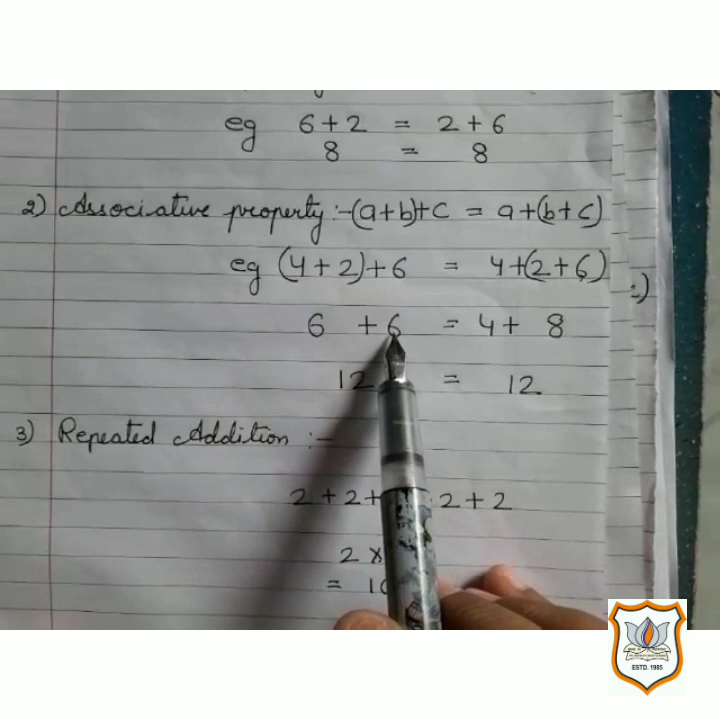 eg 6+2 = 2+6
8 = 8
2) Associative property :- (a+b)+c = a+(b+c)
eg (4+2)+6 = 4+(2+6)
6 +6 = 4+ 8
12 = 12
3) Repeated Addition :-
2+2+ 2+2
2 ×
= 10
ESTD. 1985